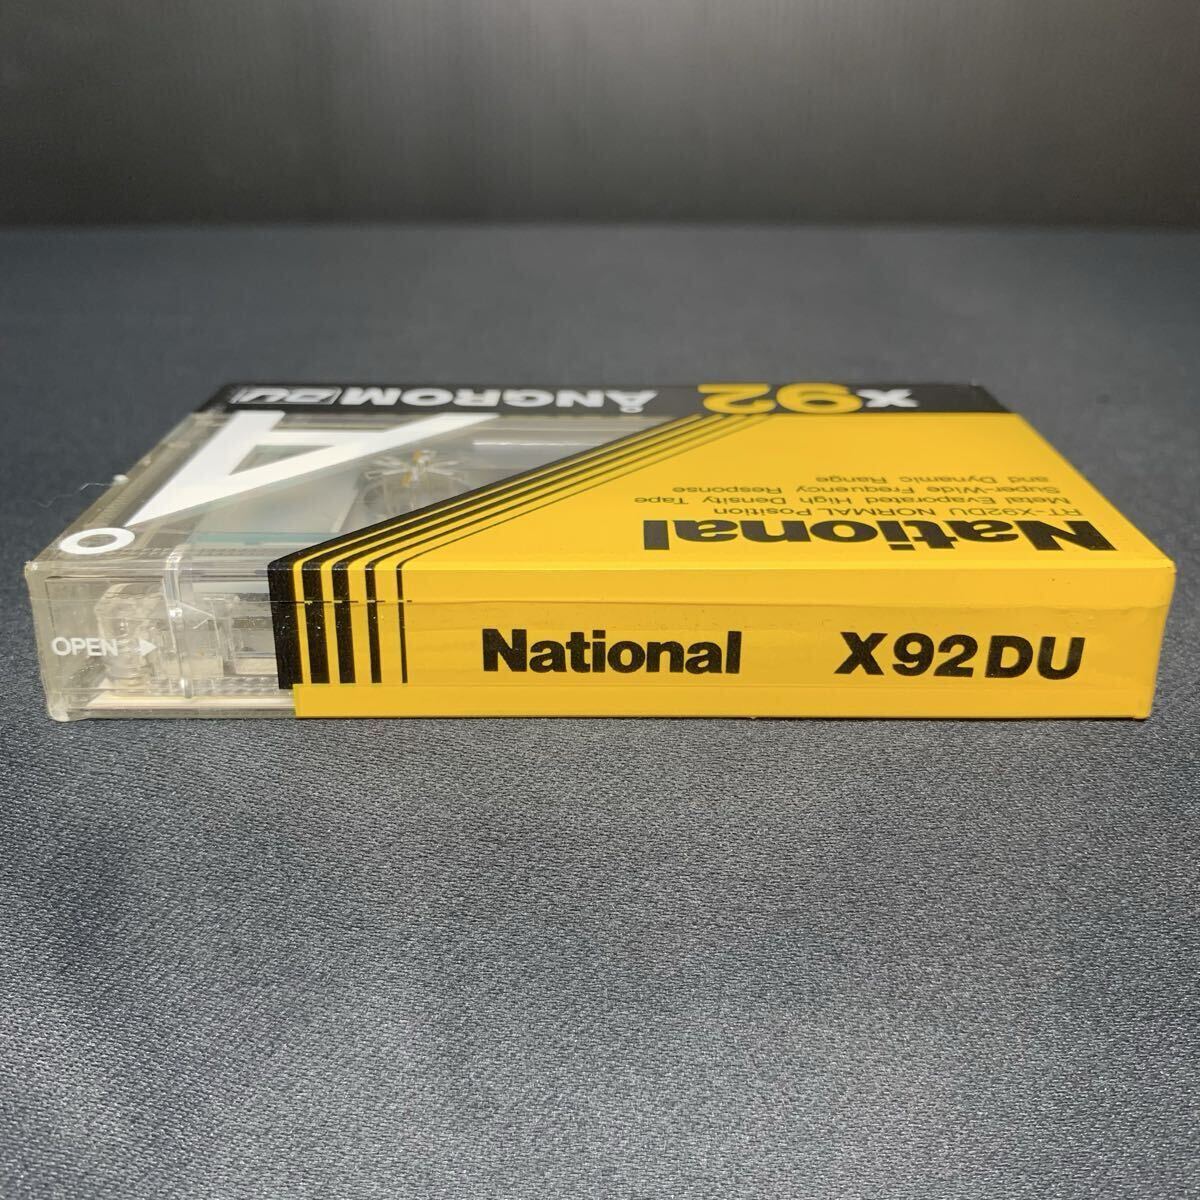 X92 ÅNGROM DU
Å
National
RT-X92DU NORMAL Position
Metal Evaporated High Density Tape
Super-Wide Frequency Response
and Dynamic Range
OPEN
National X92DU